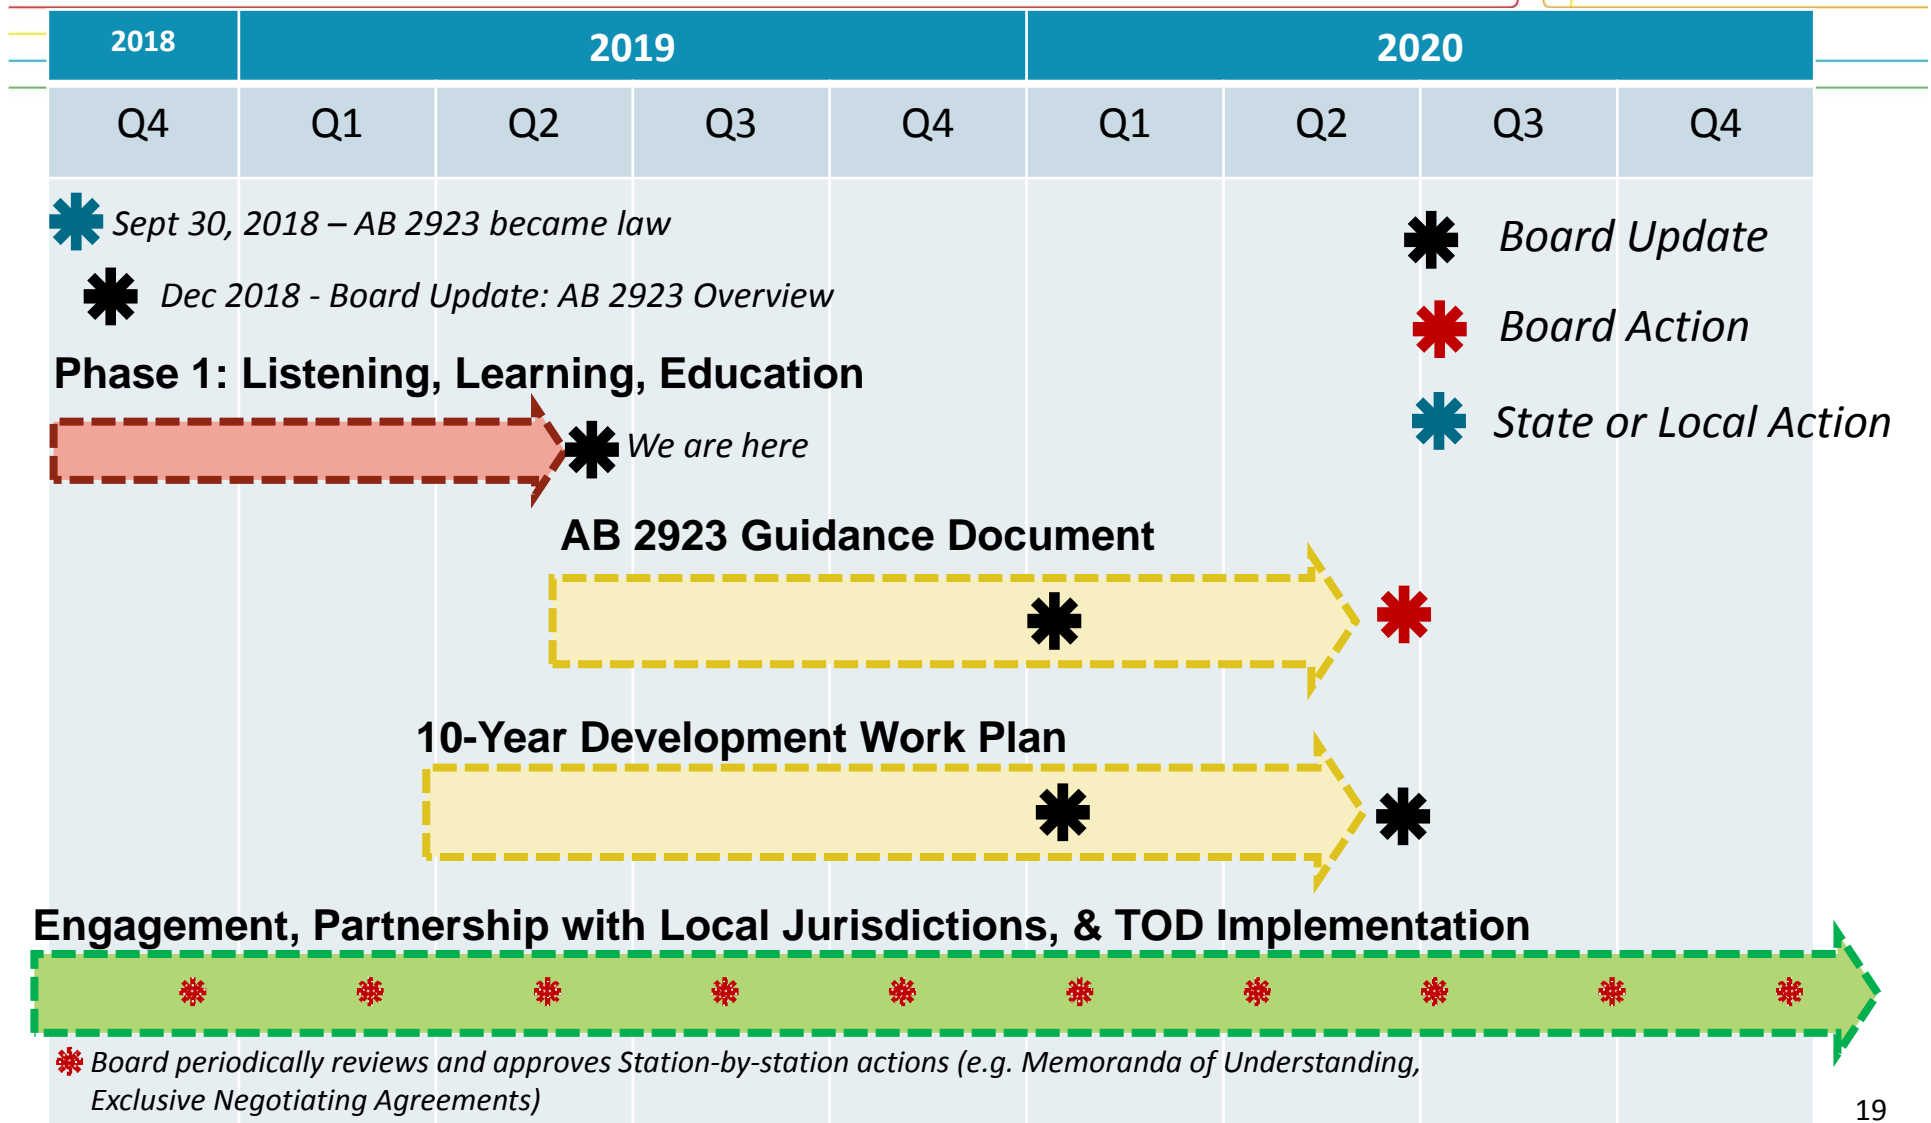 2018 2019 2020
Q4 Q1 Q2 Q3 Q4 Q1 Q2 Q3 Q4
Sept 30, 2018 – AB 2923 became law
Dec 2018 - Board Update: AB 2923 Overview
Board Update
Board Action
State or Local Action
Phase 1: Listening, Learning, Education
We are here
AB 2923 Guidance Document
10-Year Development Work Plan
Engagement, Partnership with Local Jurisdictions, & TOD Implementation
Board periodically reviews and approves Station-by-station actions (e.g. Memoranda of Understanding,
Exclusive Negotiating Agreements)
19